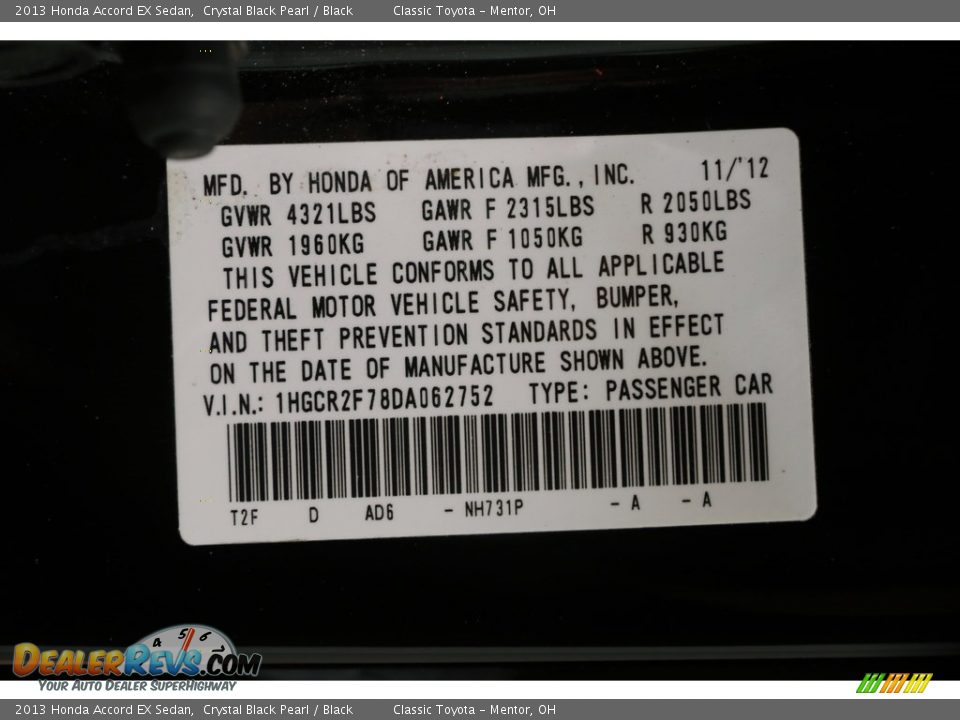 2013 Honda Accord EX Sedan, Crystal Black Pearl / Black Classic Toyota - Mentor, OH
MFD. BY HONDA OF AMERICA MFG., INC. 11/'12
GVWR 4321LBS GAWR F 2315LBS R 2050LBS
GVWR 1960KG GAWR F 1050KG R 930KG
THIS VEHICLE CONFORMS TO ALL APPLICABLE
FEDERAL MOTOR VEHICLE SAFETY, BUMPER,
AND THEFT PREVENTION STANDARDS IN EFFECT
ON THE DATE OF MANUFACTURE SHOWN ABOVE.
V.I.N.: 1HGCR2F78DA062752 TYPE: PASSENGER CAR
T2F D AD6 - NH731P - A - A
4 5 6
DEALERREVS.COM
YOUR AUTO DEALER SUPERHIGHWAY
2013 Honda Accord EX Sedan, Crystal Black Pearl / Black Classic Toyota - Mentor, OH